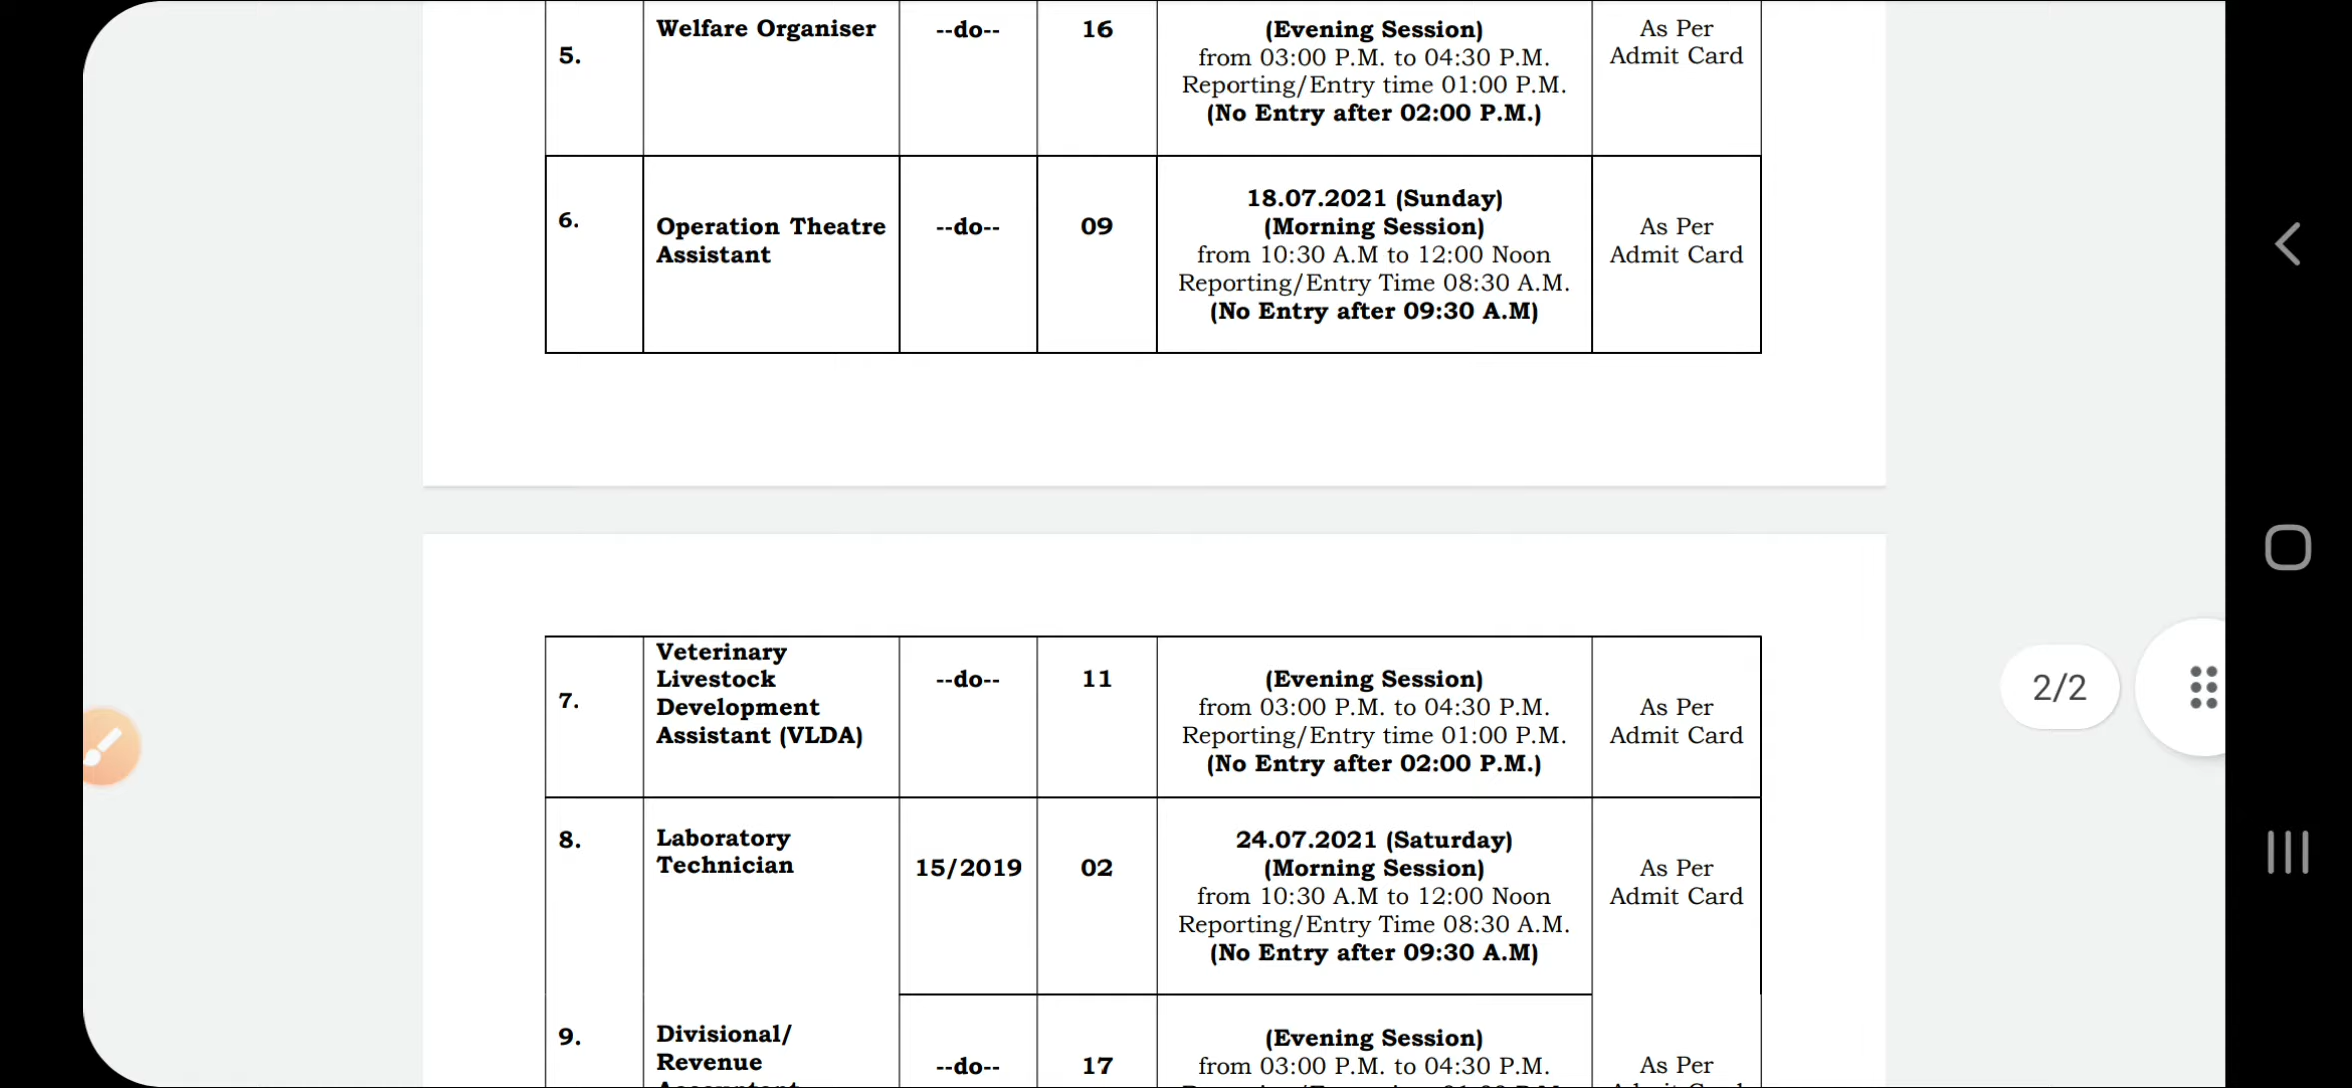 5.
Welfare Organiser
--do--
16
(Evening Session)
from 03:00 P.M. to 04:30 P.M.
Reporting/Entry time 01:00 P.M.
(No Entry after 02:00 P.M.)
As Per
Admit Card
6.
Operation Theatre
Assistant
--do--
09
18.07.2021 (Sunday)
(Morning Session)
from 10:30 A.M to 12:00 Noon
Reporting/Entry Time 08:30 A.M.
(No Entry after 09:30 A.M)
As Per
Admit Card
7.
Veterinary
Livestock
Development
Assistant (VLDA)
--do--
11
(Evening Session)
from 03:00 P.M. to 04:30 P.M.
Reporting/Entry time 01:00 P.M.
(No Entry after 02:00 P.M.)
As Per
Admit Card
2/2
8.
Laboratory
Technician
15/2019
02
24.07.2021 (Saturday)
(Morning Session)
from 10:30 A.M to 12:00 Noon
Reporting/Entry Time 08:30 A.M.
(No Entry after 09:30 A.M)
As Per
Admit Card
9.
Divisional/
Revenue
--do--
17
(Evening Session)
from 03:00 P.M. to 04:30 P.M.
As Per